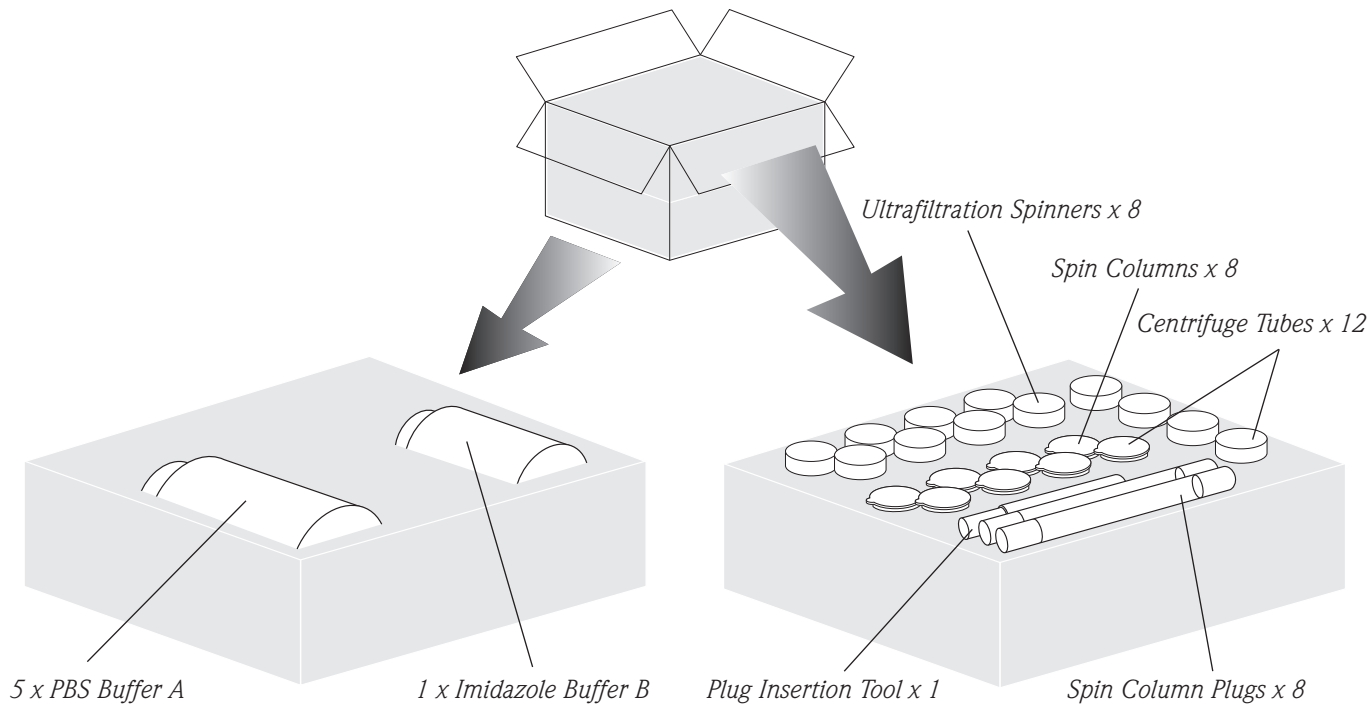 Ultrafiltration Spinners x 8
Spin Columns x 8
Centrifuge Tubes x 12
5 x PBS Buffer A
1 x Imidazole Buffer B
Plug Insertion Tool x 1
Spin Column Plugs x 8